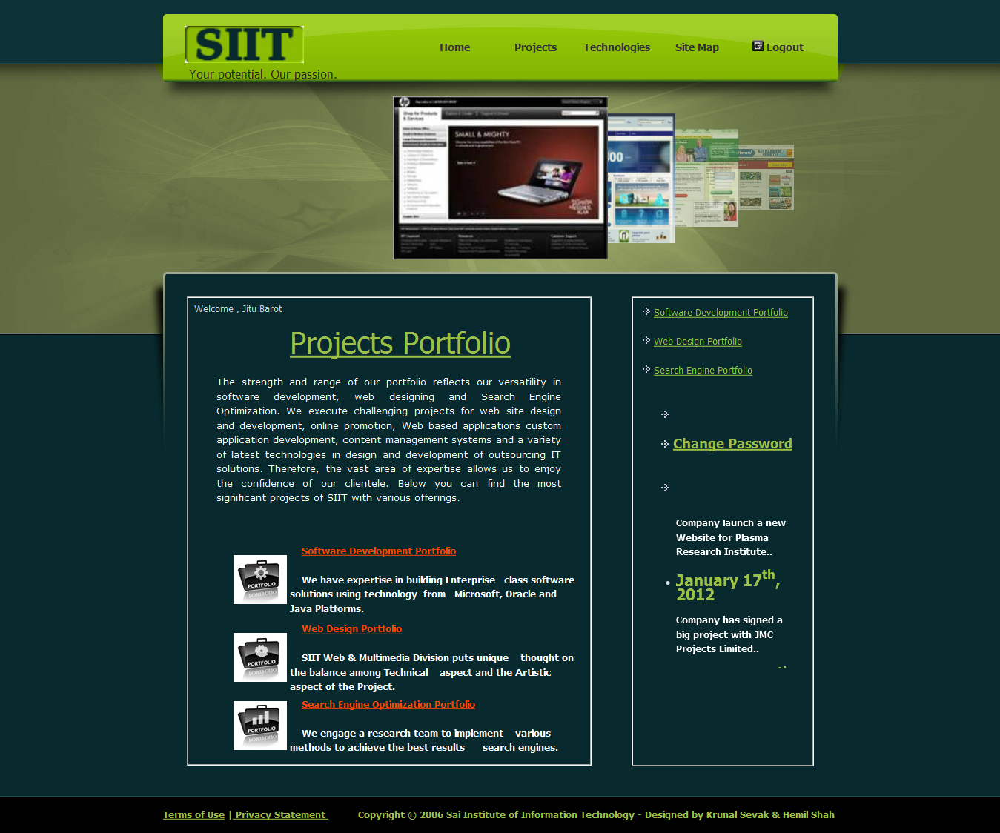 SIIT
Your potential. Our passion.
Home Projects Technologies Site Map Logout
Shop for Products
& Services
SMALL & MIGHTY
Welcome , Jitu Barot
Projects Portfolio
The strength and range of our portfolio reflects our versatility in
software development, web designing and Search Engine
Optimization. We execute challenging projects for web site design
and development, online promotion, Web based applications custom
application development, content management systems and a variety
of latest technologies in design and development of outsourcing IT
solutions. Therefore, the vast area of expertise allows us to enjoy
the confidence of our clientele. Below you can find the most
significant projects of SIIT with various offerings.
PORTFOLIO
Software Development Portfolio
We have expertise in building Enterprise class software
solutions using technology from Microsoft, Oracle and
Java Platforms.
PORTFOLIO
Web Design Portfolio
SIIT Web & Multimedia Division puts unique thought on
the balance among Technical aspect and the Artistic
aspect of the Project.
PORTFOLIO
Search Engine Optimization Portfolio
We engage a research team to implement various
methods to achieve the best results search engines.
Software Development Portfolio
Web Design Portfolio
Search Engine Portfolio
Change Password
Company launch a new
Website for Plasma
Research Institute..
January 17th,
2012
Company has signed a
big project with JMC
Projects Limited..
Terms of Use | Privacy Statement Copyright © 2006 Sai Institute of Information Technology - Designed by Krunal Sevak & Hemil Shah